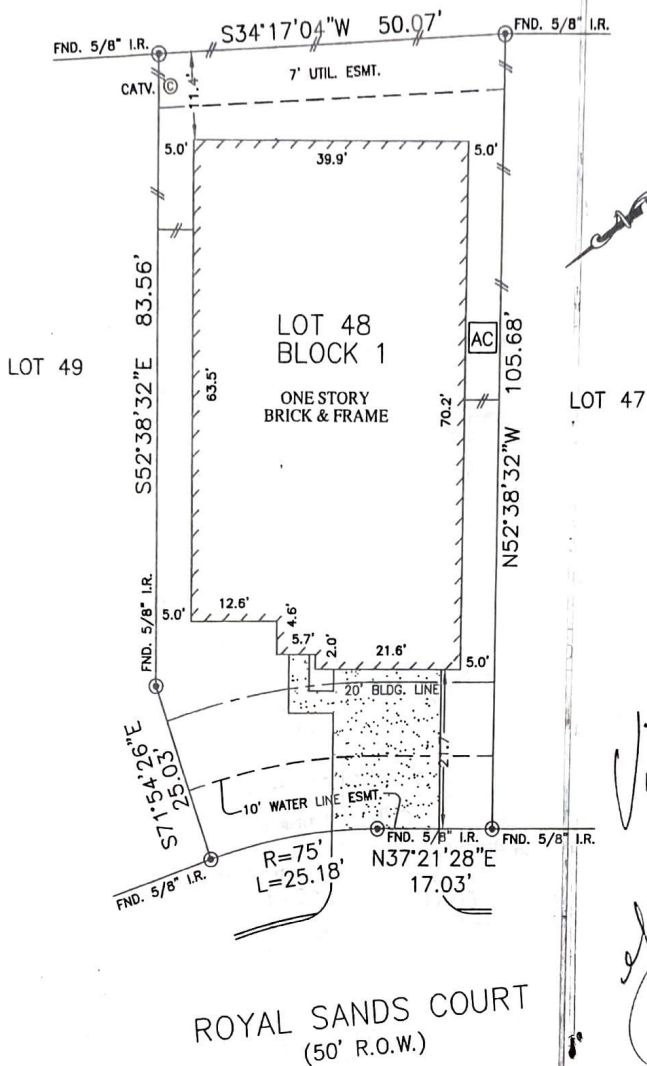 S34°17'04"W 50.07'
FND. 5/8" I.R.
FND. 5/8" I.R.
7' UTIL. ESMT.
CATV.
C
11.4'
5.0'
39.9'
5.0'
LOT 48
BLOCK 1
ONE STORY
BRICK & FRAME
AC
S52°38'32"E 83.56'
63.5'
70.2'
N52°38'32"W 105.68'
LOT 49
LOT 47
FND. 5/8" I.R.
5.0'
12.6'
4.6'
5.7'
2.0'
21.6'
5.0'
20' BLDG. LINE
S71°54'26"E
25.03'
10' WATER LINE ESMT.
FND. 5/8" I.R.
R=75'
L=25.18'
FND. 5/8" I.R.
N37°21'28"E
17.03'
FND. 5/8" I.R.
ROYAL SANDS COURT
(50' R.O.W.)